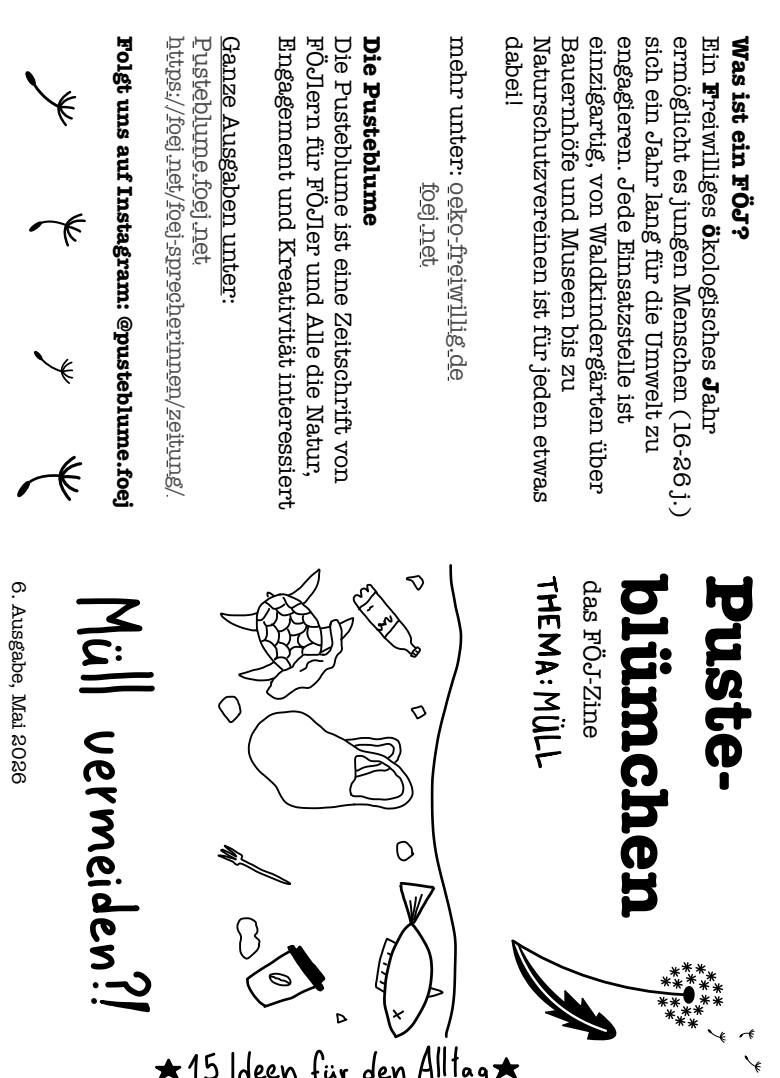 Was ist ein FÖJ?
Ein Freiwilliges ökologisches Jahr
ermöglicht es jungen Menschen (16-26 j.)
sich ein Jahr lang für die Umwelt zu
engagieren. Jede Einsatzstelle ist
einzigartig, von Waldkindergärten über
Bauernhöfe und Museen bis zu
Naturschutzvereinen ist für jeden etwas
dabei!
mehr unter: oeko-freiwillig.de
foej.net
Die Pusteblume
Die Pusteblume ist eine Zeitschrift von
FÖJlern für FÖJler und Alle die Natur,
Engagement und Kreativität interessiert
Ganze Ausgaben unter:
Pusteblume.foej.net
https://foej.net/foej-sprecherinnen/zeitung/
Folgt uns auf Instagram: @pusteblume.foej
Puste-
blümchen
das FÖJ-Zine
THEMA: MÜLL
Müll vermeiden?!
6. Ausgabe, Mai 2026
★ 15 Ideen für den Alltag ★